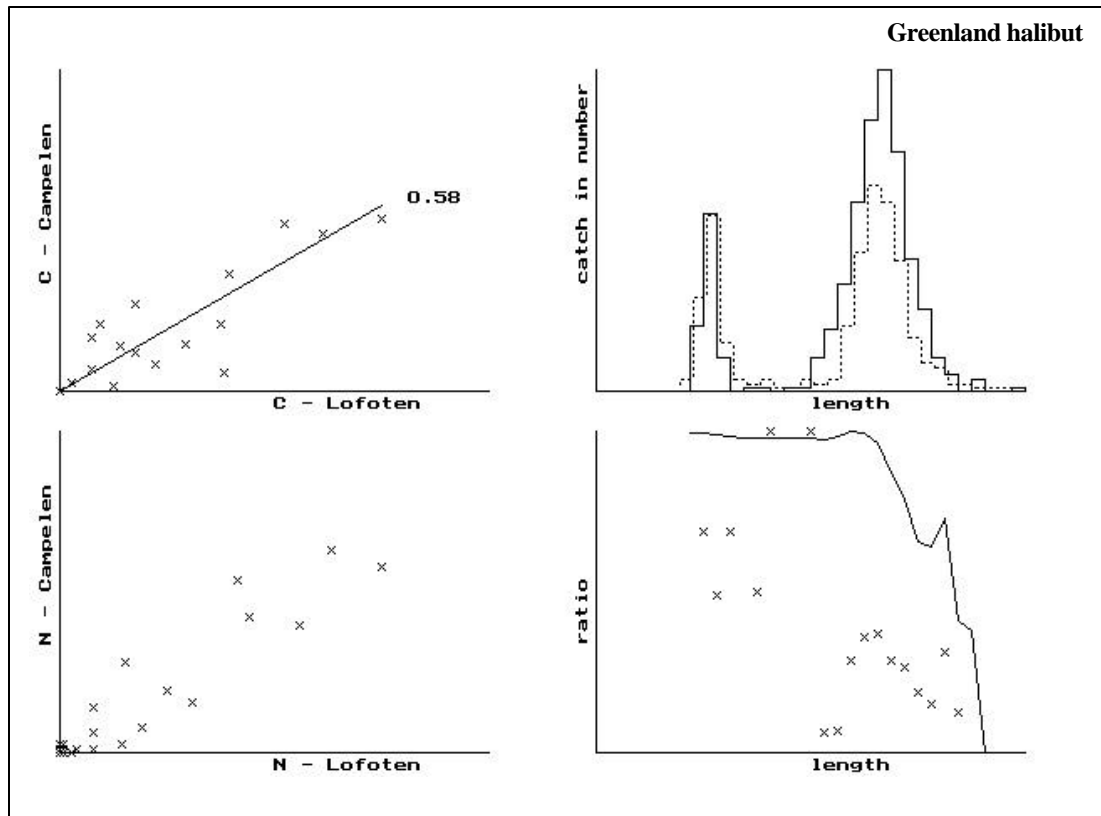 Greenland halibut
C - Campelen
0.58
C - Lofoten
catch in number
length
N - Campelen
N - Lofoten
ratio
length